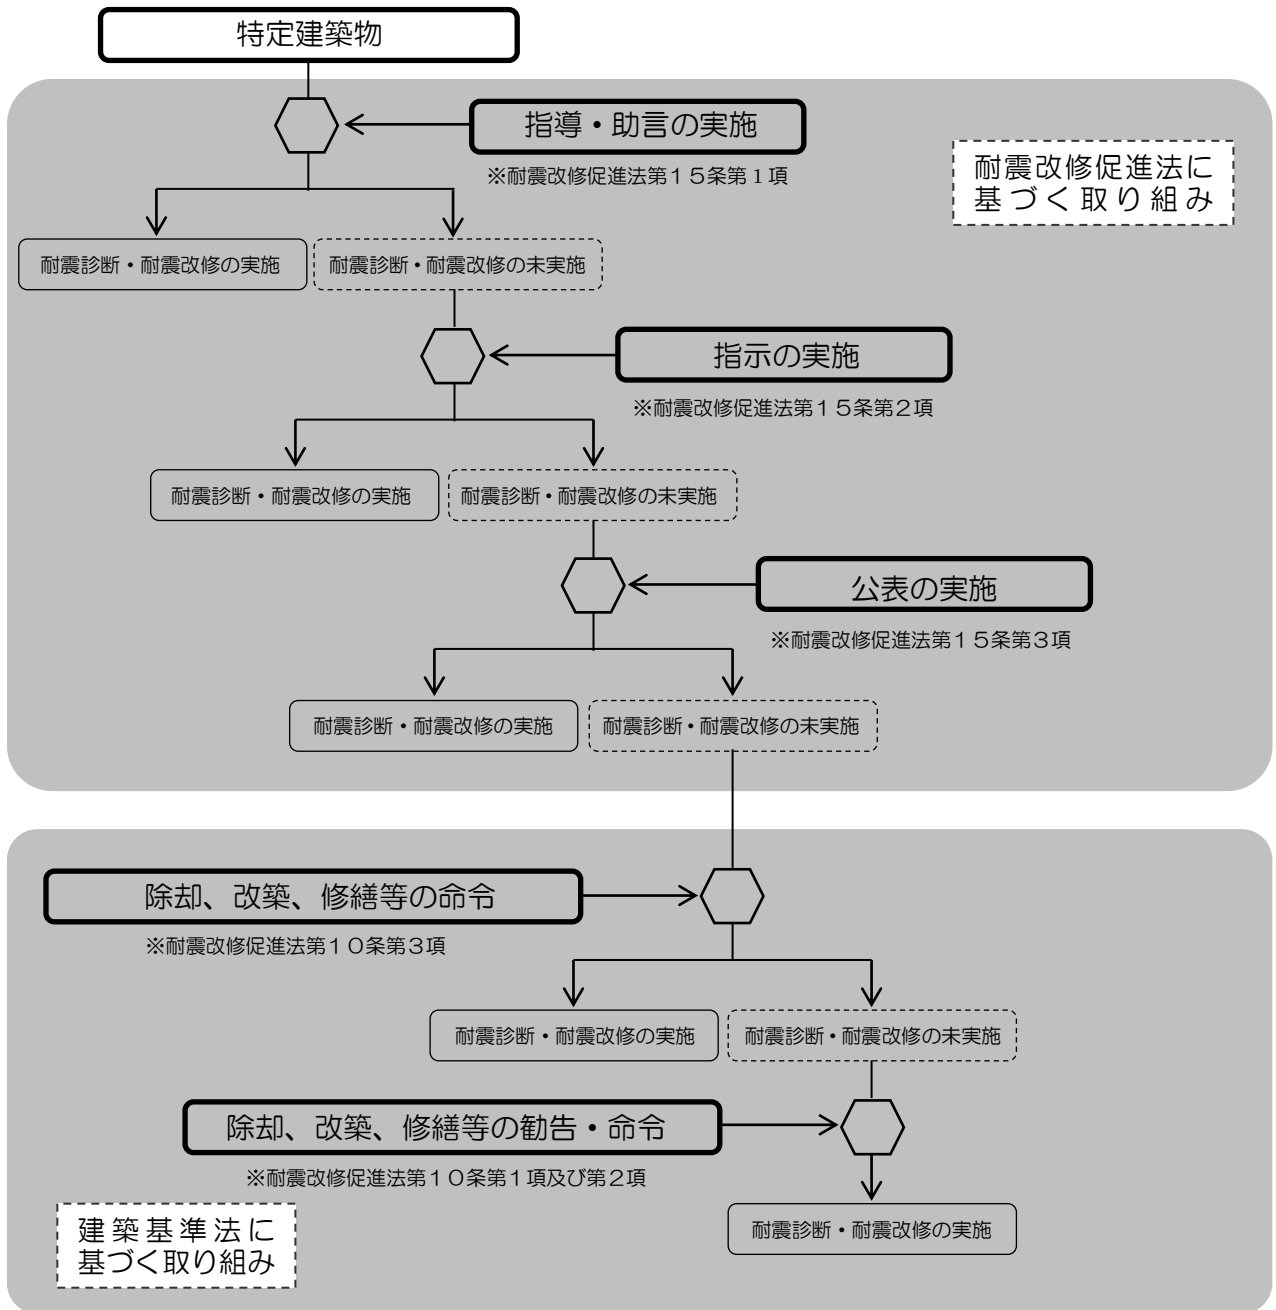 特定建築物
指導・助言の実施
※耐震改修促進法第１５条第１項
耐震改修促進法に
基づく取り組み
耐震診断・耐震改修の実施
耐震診断・耐震改修の未実施
指示の実施
※耐震改修促進法第１５条第２項
耐震診断・耐震改修の実施
耐震診断・耐震改修の未実施
公表の実施
※耐震改修促進法第１５条第３項
耐震診断・耐震改修の実施
耐震診断・耐震改修の未実施
除却、改築、修繕等の命令
※耐震改修促進法第１０条第３項
耐震診断・耐震改修の実施
耐震診断・耐震改修の未実施
除却、改築、修繕等の勧告・命令
※耐震改修促進法第１０条第１項及び第２項
耐震診断・耐震改修の実施
建築基準法に
基づく取り組み